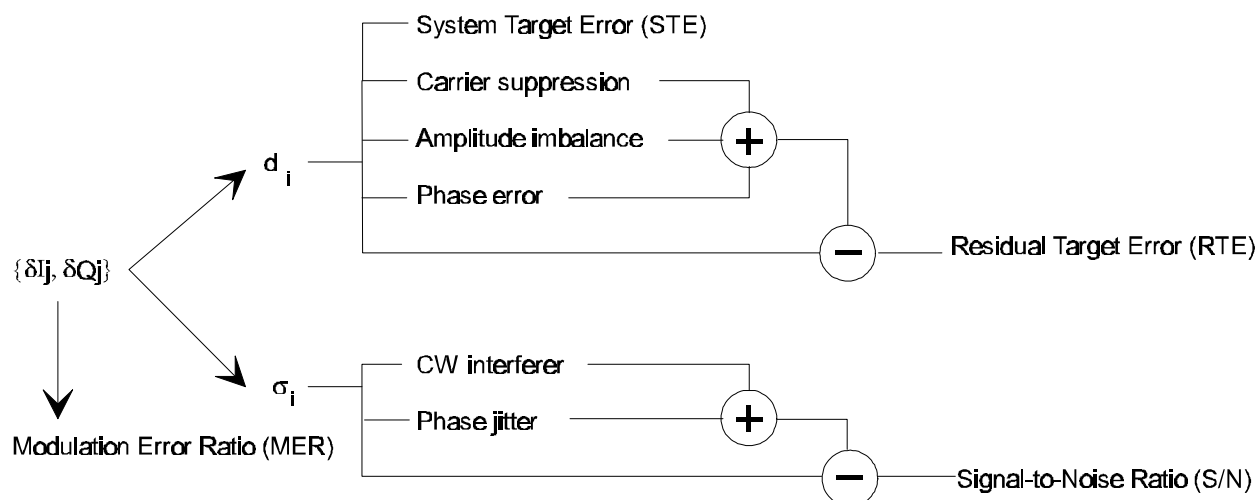 System Target Error (STE)
Carrier suppression
Amplitude imbalance
+
d i
Phase error
−
Residual Target Error (RTE)
{δIj, δQj}
CW interferer
σi
+
Phase jitter
Modulation Error Ratio (MER)
−
Signal-to-Noise Ratio (S/N)